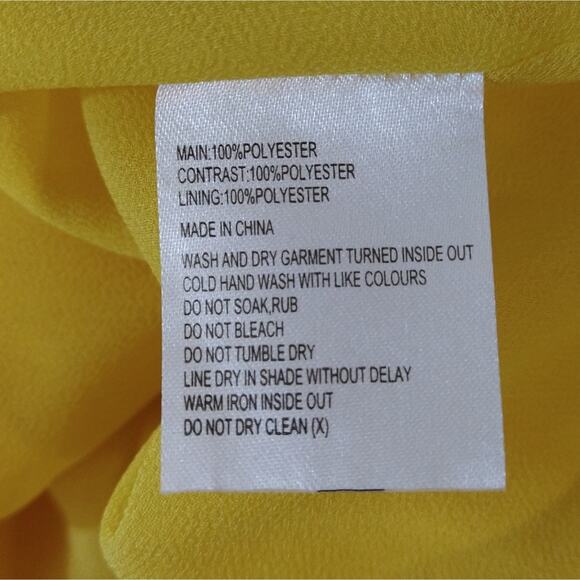 MAIN:100%POLYESTER
CONTRAST:100%POLYESTER
LINING:100%POLYESTER
MADE IN CHINA
WASH AND DRY GARMENT TURNED INSIDE OUT
COLD HAND WASH WITH LIKE COLOURS
DO NOT SOAK,RUB
DO NOT BLEACH
DO NOT TUMBLE DRY
LINE DRY IN SHADE WITHOUT DELAY
WARM IRON INSIDE OUT
DO NOT DRY CLEAN (X)